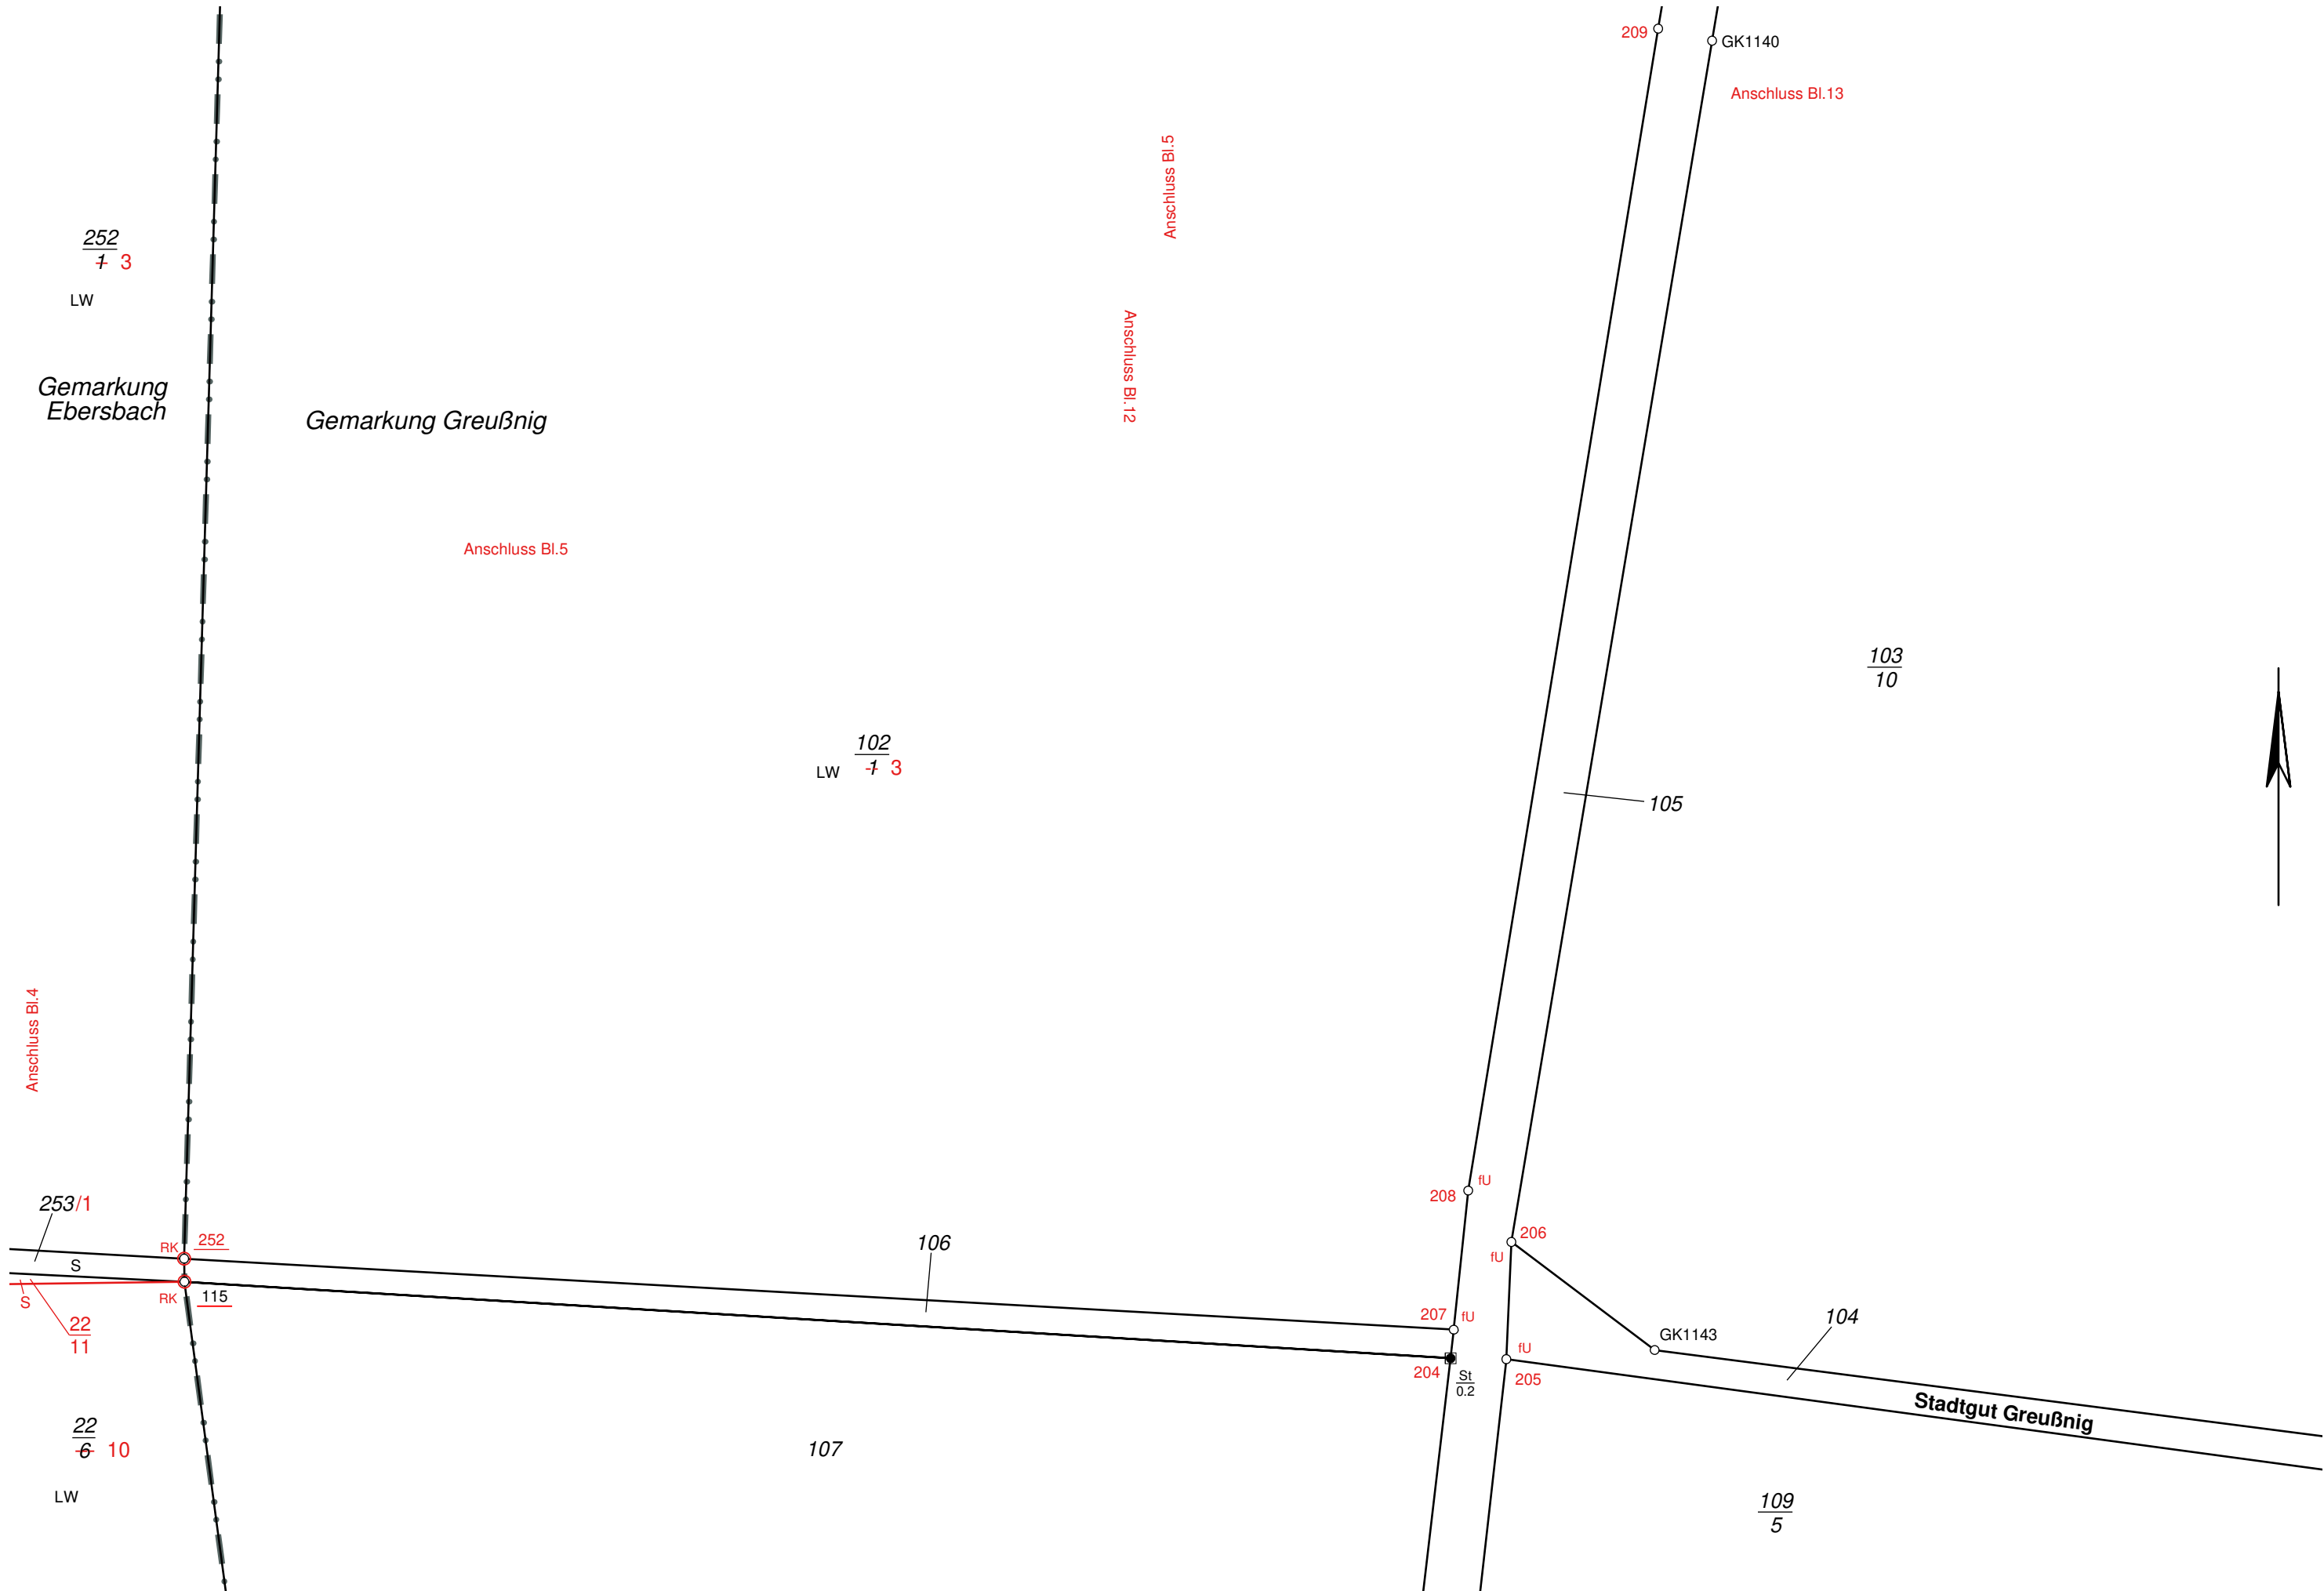 209
GK1140
Anschluss Bl.13
Anschluss Bl.5
252
1 3
LW
Anschluss Bl.12
Gemarkung
Ebersbach
Gemarkung Greußnig
Anschluss Bl.5
103
10
102
LW 1 3
105
Anschluss Bl.4
208 fU
253/1
206
fU
RK 252
106
S
RK 115
S
22
11
207 fU
104
GK1143
fU
204
St
0.2
205
Stadtgut Greußnig
22
6 10
107
LW
109
5